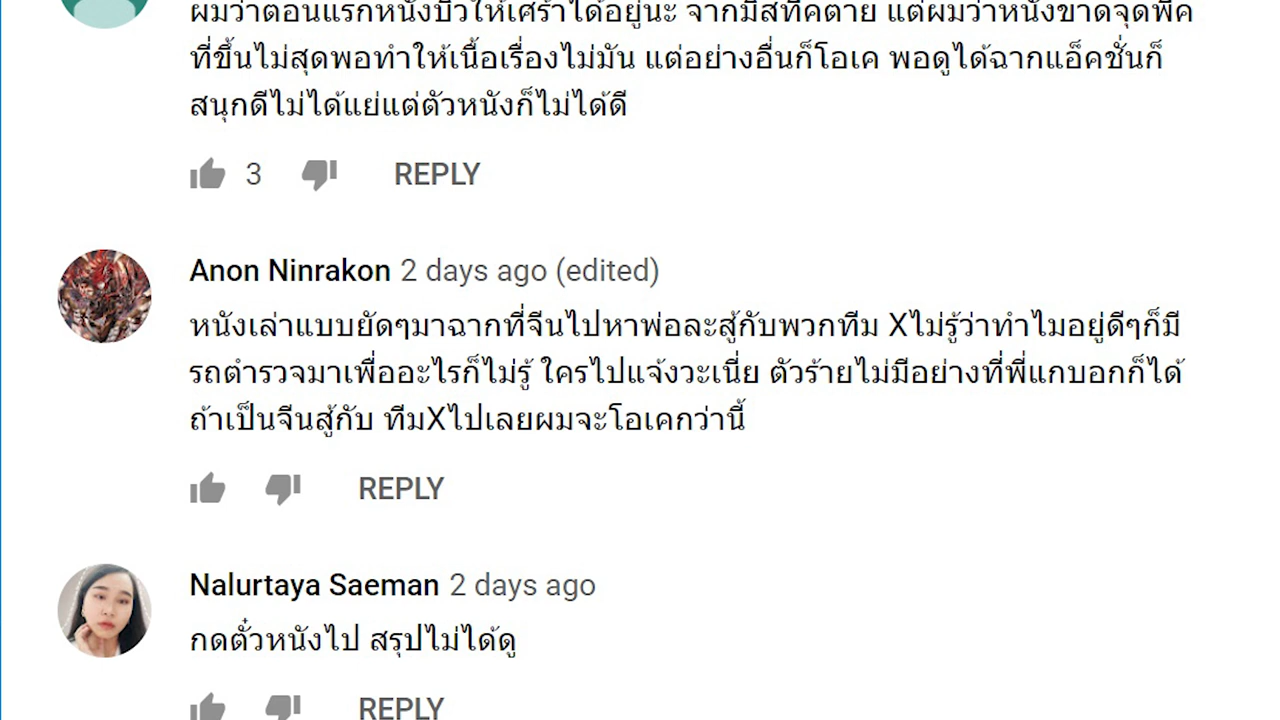 ผมว่าตอนแรกหนังบิวให้เศร้าได้อยู่นะ จากมิสทีคตาย แต่ผมว่าหนังขาดจุดพีค
ที่ขึ้นไม่สุดพอทำให้เนื้อเรื่องไม่มัน แต่อย่างอื่นก็โอเค พอดูได้ฉากแอ็คชั่นก็
สนุกดีไม่ได้แย่แต่ตัวหนังก็ไม่ได้ดี
3 REPLY
Anon Ninrakon 2 days ago (edited)
หนังเล่าแบบยัดๆมาฉากที่จีนไปหาพ่อละสู้กับพวกทีม Xไม่รู้ว่าทำไมอยู่ดีๆก็มี
รถตำรวจมาเพื่ออะไรก็ไม่รู้ ใครไปแจ้งวะเนี่ย ตัวร้ายไม่มีอย่างที่พี่แกบอกก็ได้
ถ้าเป็นจีนสู้กับ ทีมXไปเลยผมจะโอเคกว่านี้
REPLY
Nalurtaya Saeman 2 days ago
กดตั๋วหนังไป สรุปไม่ได้ดู
REPLY